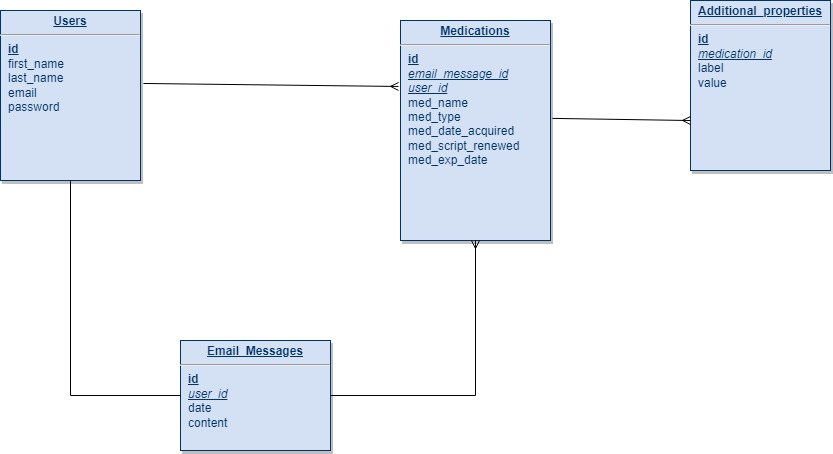 Users
id
first_name
last_name
email
password
Medications
id
email_message_id
user_id
med_name
med_type
med_date_acquired
med_script_renewed
med_exp_date
Additional_properties
id
medication_id
label
value
Email_Messages
id
user_id
date
content